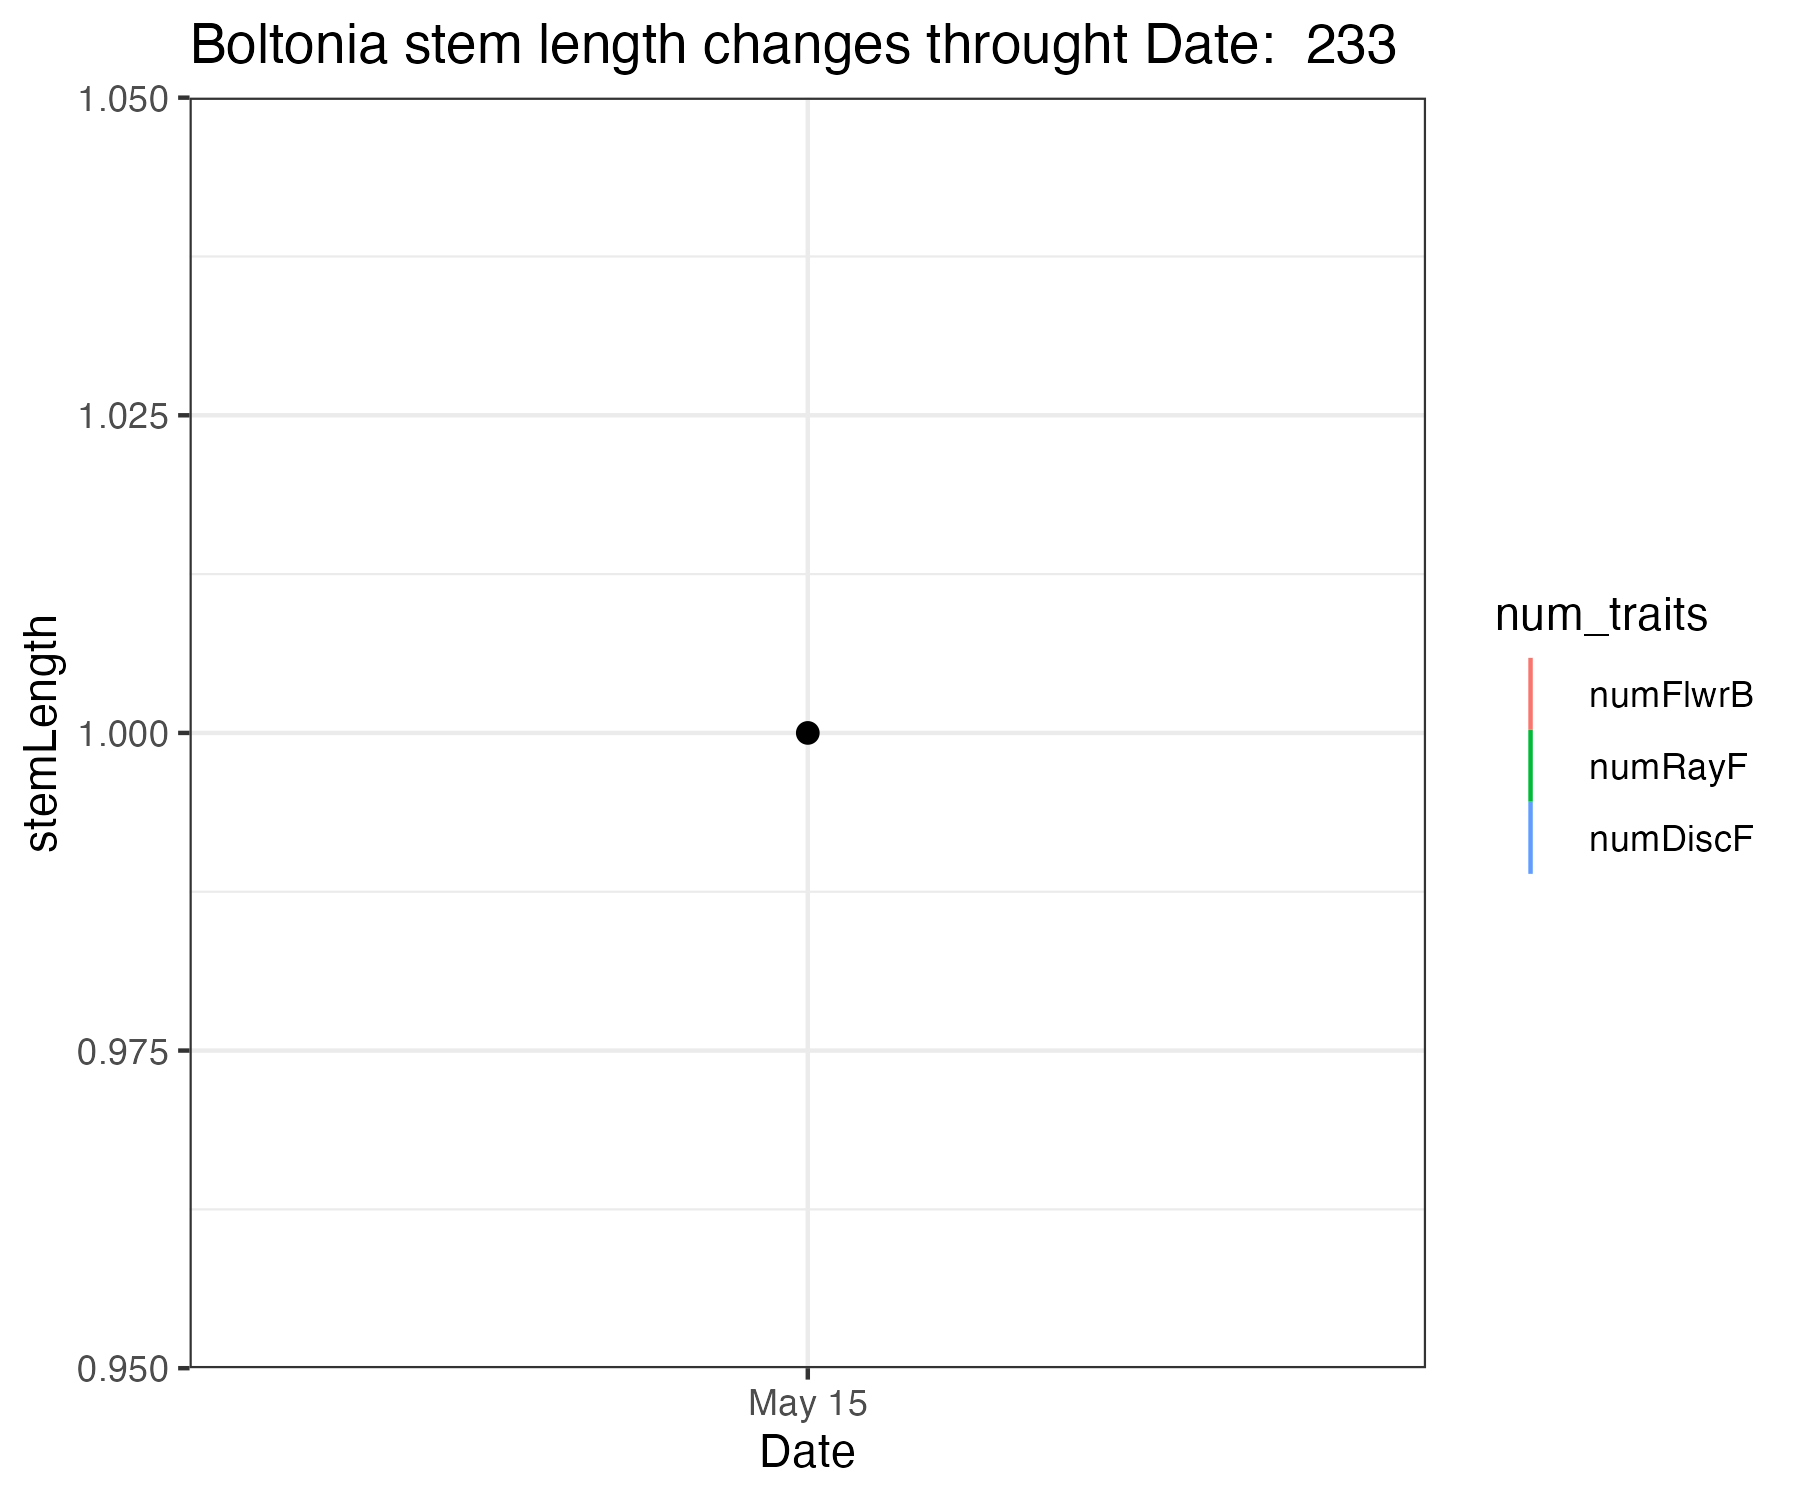 Boltonia stem length changes throught Date:  233
1.050
1.025
1.000
0.975
0.950
stemLength
May 15
Date
num_traits
numFlwrB
numRayF
numDiscF